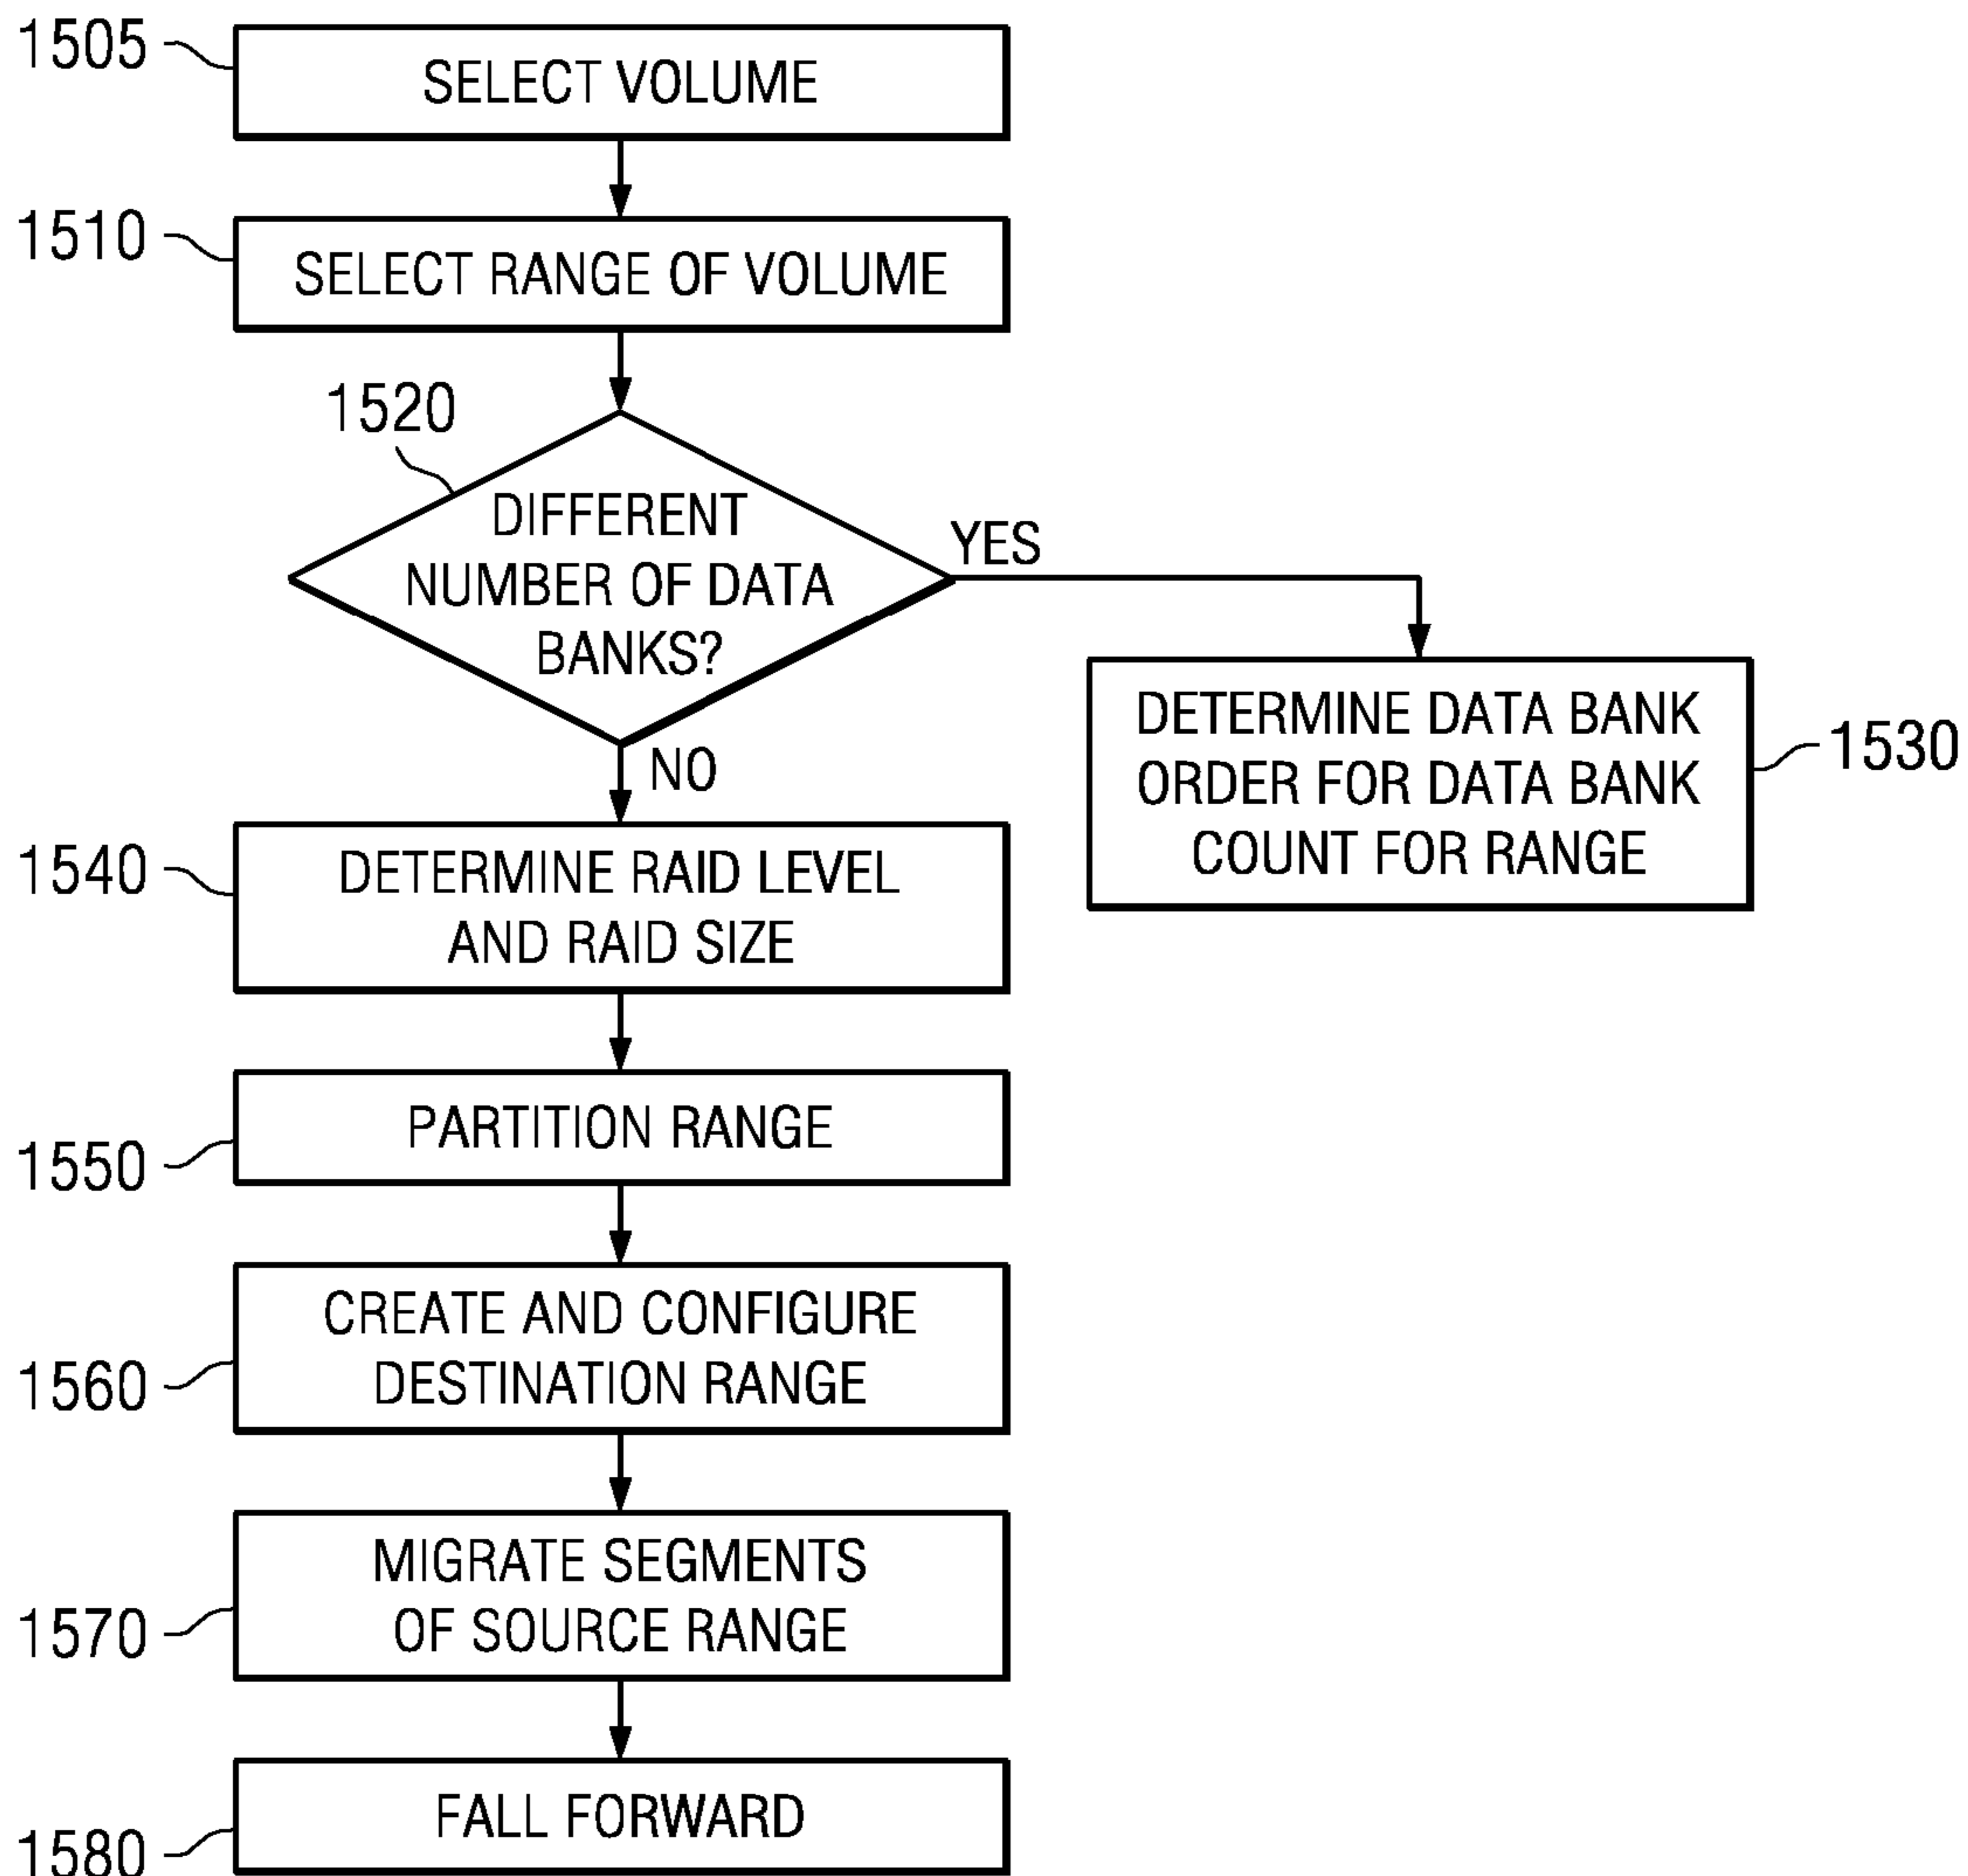 1505
SELECT VOLUME
1510
SELECT RANGE OF VOLUME
1520
DIFFERENT
NUMBER OF DATA
BANKS?
YES
NO
DETERMINE DATA BANK
ORDER FOR DATA BANK
COUNT FOR RANGE
1530
1540
DETERMINE RAID LEVEL
AND RAID SIZE
1550
PARTITION RANGE
1560
CREATE AND CONFIGURE
DESTINATION RANGE
1570
MIGRATE SEGMENTS
OF SOURCE RANGE
1580
FALL FORWARD